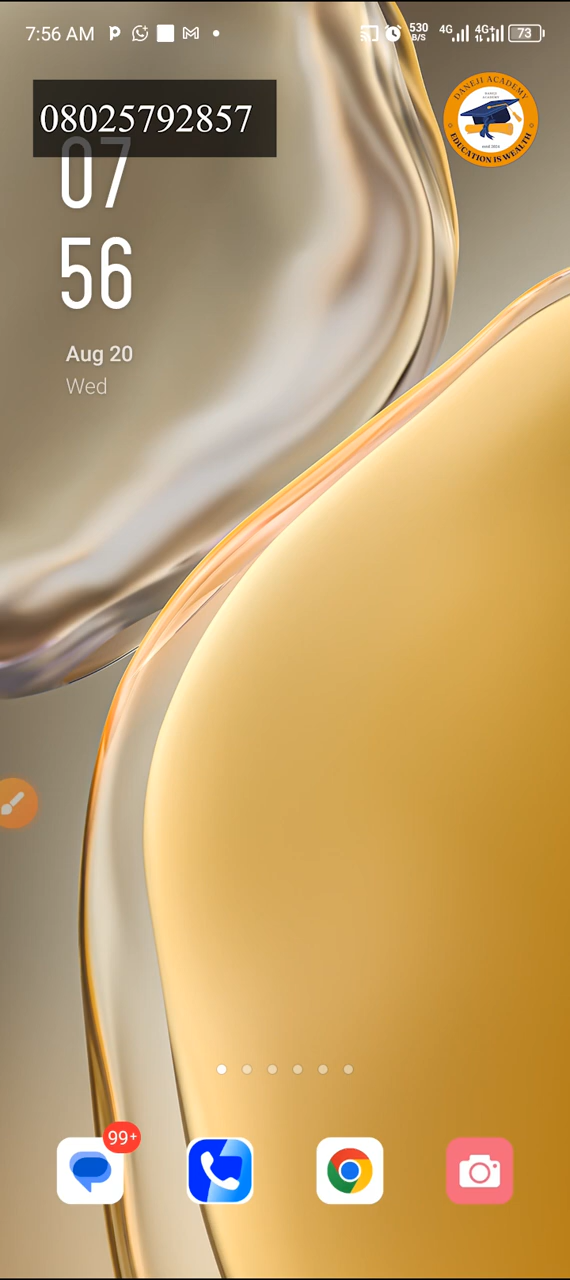 7:56 AM
530
B/S
4G
4G+
73
08025792857
DANEJI ACADEMY
EDUCATION IS WEALTH
07
56
Aug 20
Wed
99+